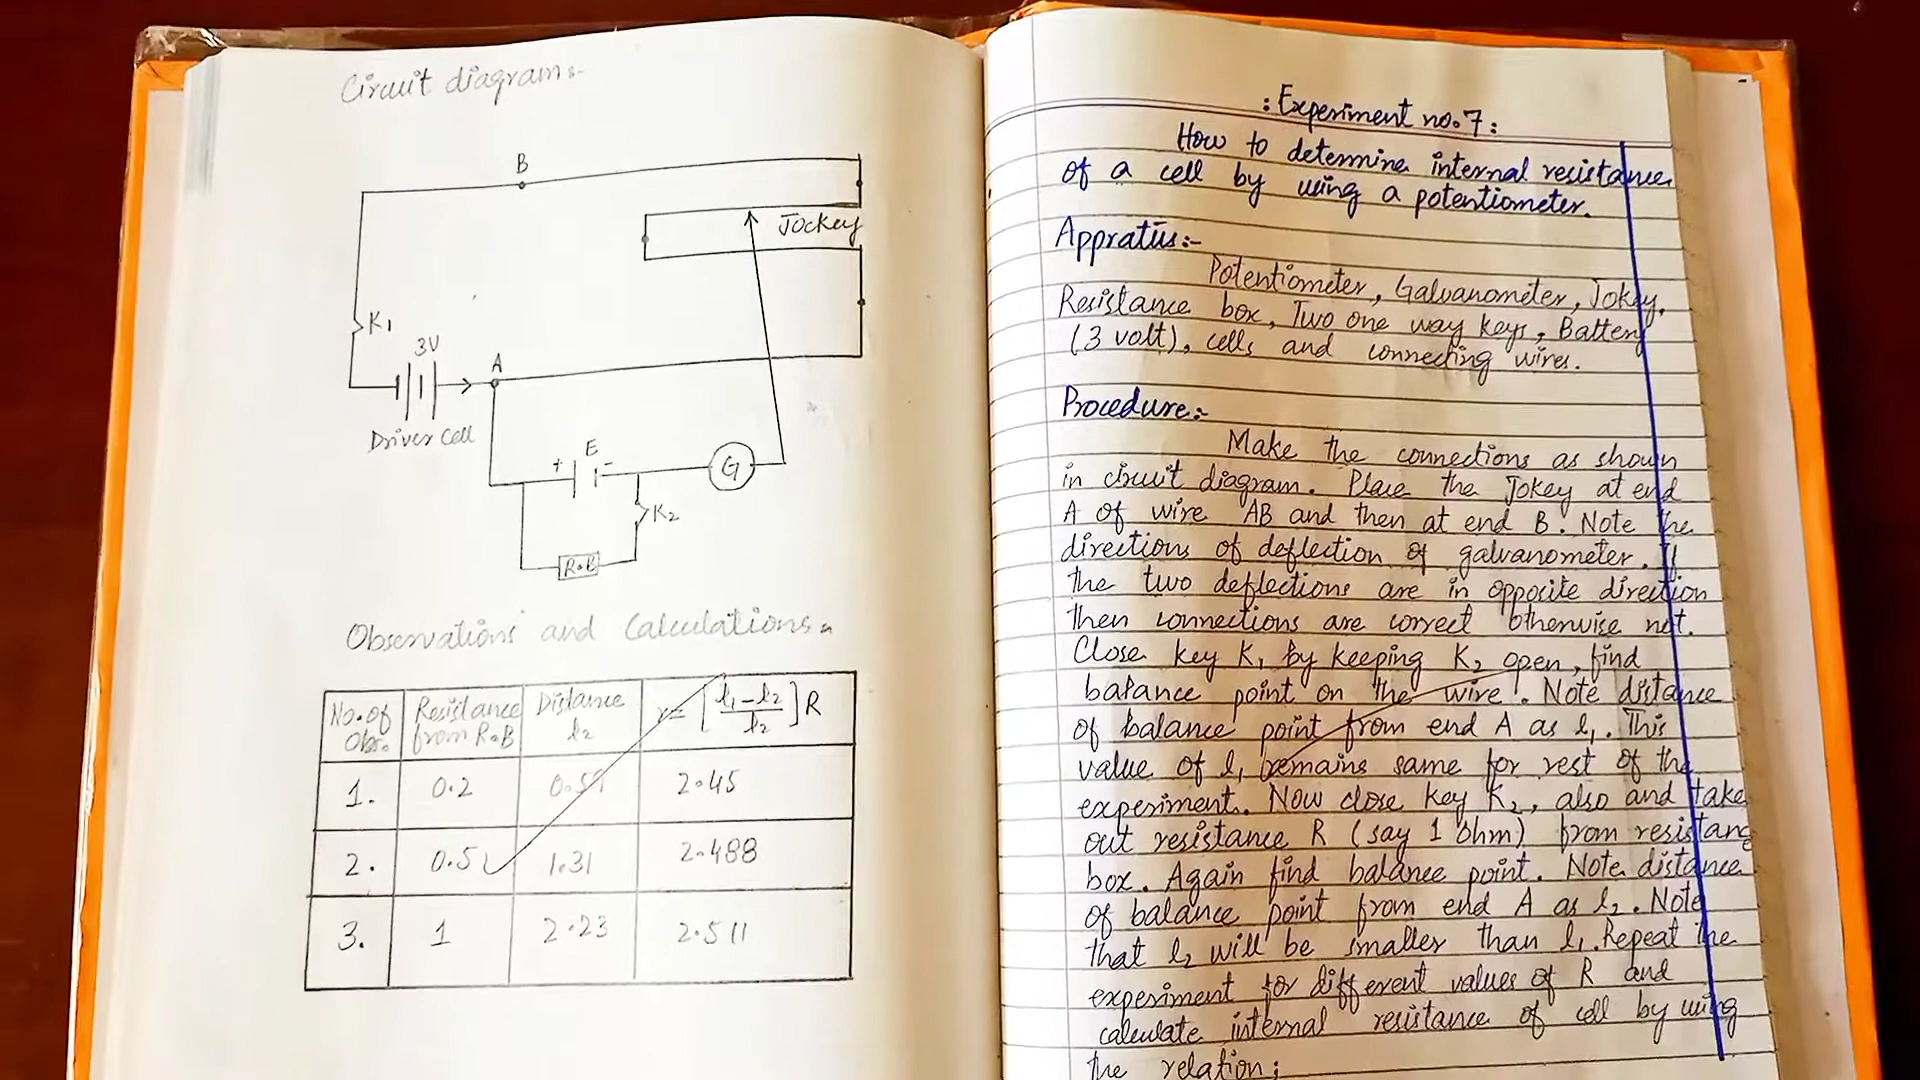 Circuit diagram:-
B
Jockey
K1
3V
A
Driver Cell
+ E -
G
K2
R.B
Observations and Calculations:
No. of Obs. Resistance from R.B Distance l2 r = [l1-l2/l2] R
1. 0.2 0.59 2.45
2. 0.5 1.31 2.488
3. 1 2.23 2.511
: Experiment no. 7 :
How to determine internal resistance
of a cell by using a potentiometer.
Appratus:-
Potentiometer, Galvanometer, Jokey,
Resistance box, Two one way keys, Battery
(3 volt), cells and connecting wires.
Procedure:-
Make the connections as shown
in circuit diagram. Place the Jokey at end
A of wire AB and then at end B. Note the
directions of deflection of galvanometer. If
the two deflections are in opposite direction
then connections are correct otherwise not.
Close key K1 by keeping K2 open, find
balance point on the wire. Note distance
of balance point from end A as l1. This
value of l1 remains same for rest of the
experiment. Now close key K2, also and take
out resistance R (say 1 ohm) from resistanc
box. Again find balance point. Note distance
of balance point from end A as l2. Note
that l2 will be smaller than l1. Repeat the
experiment for different values of R and
calculate internal resistance of cell by using
the relation: